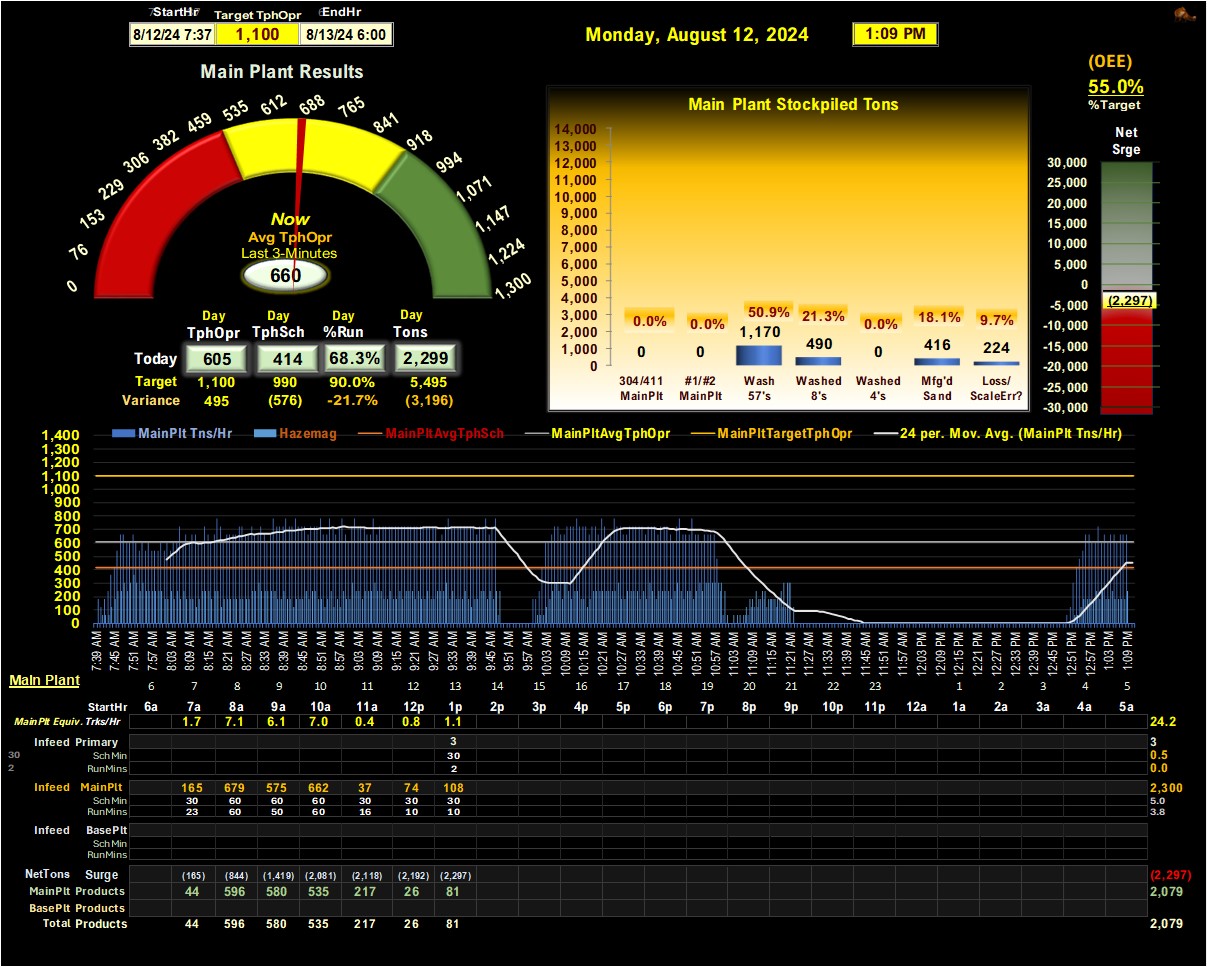 StartHr Target TphOpr EndHr
8/12/24 7:37 1,100 8/13/24 6:00
Monday, August 12, 2024 1:09 PM
(OEE)
55.0%
%Target
Main Plant Results
0 76 153 229 306 382 459 535 612 688 765 841 918 994 1,071 1,147 1,224 1,300
Now
Avg TphOpr
Last 3-Minutes
660
Day Day Day Day
TphOpr TphSch %Run Tons
Today 605 414 68.3% 2,299
Target 1,100 990 90.0% 5,495
Variance 495 (576) -21.7% (3,196)
Main Plant Stockpiled Tons
14,000
13,000
12,000
11,000
10,000
9,000
8,000
7,000
6,000
5,000
4,000
3,000
2,000
1,000
0
0.0% 0.0% 50.9% 21.3% 0.0% 18.1% 9.7%
0 0 1,170 490 0 416 224
304/411 #1/#2 Wash Washed Washed Mfg'd Loss/
MainPlt MainPlt 57's 8's 4's Sand ScaleErr?
Net
Srge
30,000
25,000
20,000
15,000
10,000
5,000
0
-5,000
-10,000
-15,000
-20,000
-25,000
-30,000
(2,297)
MainPlt Tns/Hr Hazemag MainPltAvgTphSch MainPltAvgTphOpr MainPltTargetTphOpr 24 per. Mov. Avg. (MainPlt Tns/Hr)
1,400
1,300
1,200
1,100
1,000
900
800
700
600
500
400
300
200
100
0
7:39 AM 7:45 AM 7:51 AM 7:57 AM 8:03 AM 8:09 AM 8:15 AM 8:21 AM 8:27 AM 8:33 AM 8:39 AM 8:45 AM 8:51 AM 8:57 AM 9:03 AM 9:09 AM 9:15 AM 9:21 AM 9:27 AM 9:33 AM 9:39 AM 9:45 AM 9:51 AM 9:57 AM 10:03 AM 10:09 AM 10:15 AM 10:21 AM 10:27 AM 10:33 AM 10:39 AM 10:45 AM 10:51 AM 10:57 AM 11:03 AM 11:09 AM 11:15 AM 11:21 AM 11:27 AM 11:33 AM 11:39 AM 11:45 AM 11:51 AM 11:57 AM 12:03 PM 12:09 PM 12:15 PM 12:21 PM 12:27 PM 12:33 PM 12:39 PM 12:45 PM 12:51 PM 12:57 PM 1:03 PM 1:09 PM
Main Plant
6 7 8 9 10 11 12 13 14 15 16 17 18 19 20 21 22 23 1 2 3 4 5
StartHr 6a 7a 8a 9a 10a 11a 12p 1p 2p 3p 4p 5p 6p 7p 8p 9p 10p 11p 12a 1a 2a 3a 4a 5a
MainPlt Equiv. Trks/Hr 1.7 7.1 6.1 7.0 0.4 0.8 1.1 24.2
Infeed Primary 3 3
30 SchMin 30 0.5
2 RunMins 2 0.0
Infeed MainPlt 165 679 575 662 37 74 108 2,300
SchMin 30 60 60 60 30 30 30 5.0
RunMins 23 60 50 60 16 10 10 3.8
Infeed BasePlt
SchMin
RunMins
NetTons Surge (165) (844) (1,419) (2,081) (2,118) (2,192) (2,297) (2,297)
MainPlt Products 44 596 580 535 217 26 81 2,079
BasePlt Products
Total Products 44 596 580 535 217 26 81 2,079